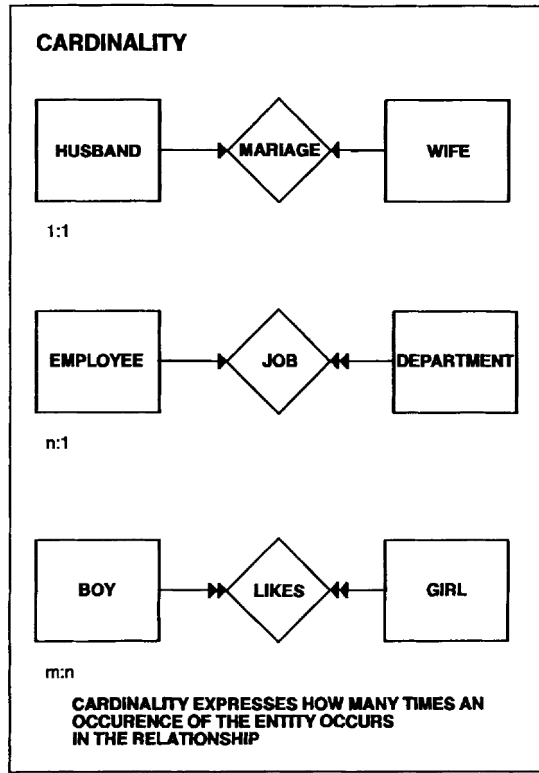 CARDINALITY
HUSBAND
MARIAGE
WIFE
1:1
EMPLOYEE
JOB
DEPARTMENT
n:1
BOY
LIKES
GIRL
m:n
CARDINALITY EXPRESSES HOW MANY TIMES AN
OCCURENCE OF THE ENTITY OCCURS
IN THE RELATIONSHIP